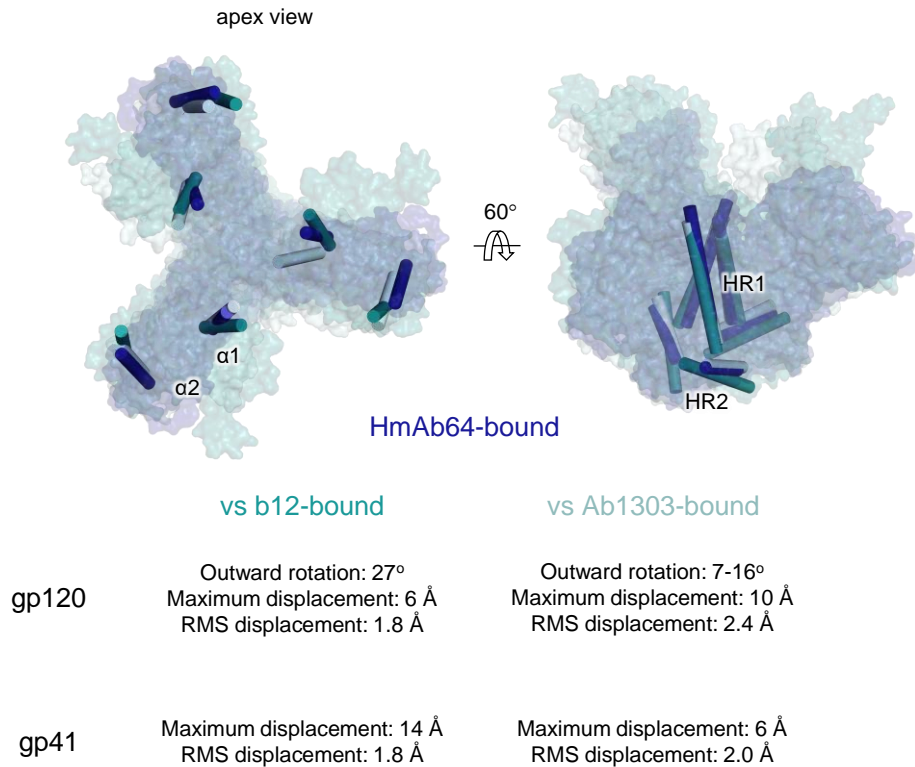 apex view
60°
HR1
α1
α2
HR2
HmAb64-bound
vs b12-bound
vs Ab1303-bound
gp120
Outward rotation: 27°
Maximum displacement: 6 Å
RMS displacement: 1.8 Å
Outward rotation: 7-16°
Maximum displacement: 10 Å
RMS displacement: 2.4 Å
gp41
Maximum displacement: 14 Å
RMS displacement: 1.8 Å
Maximum displacement: 6 Å
RMS displacement: 2.0 Å